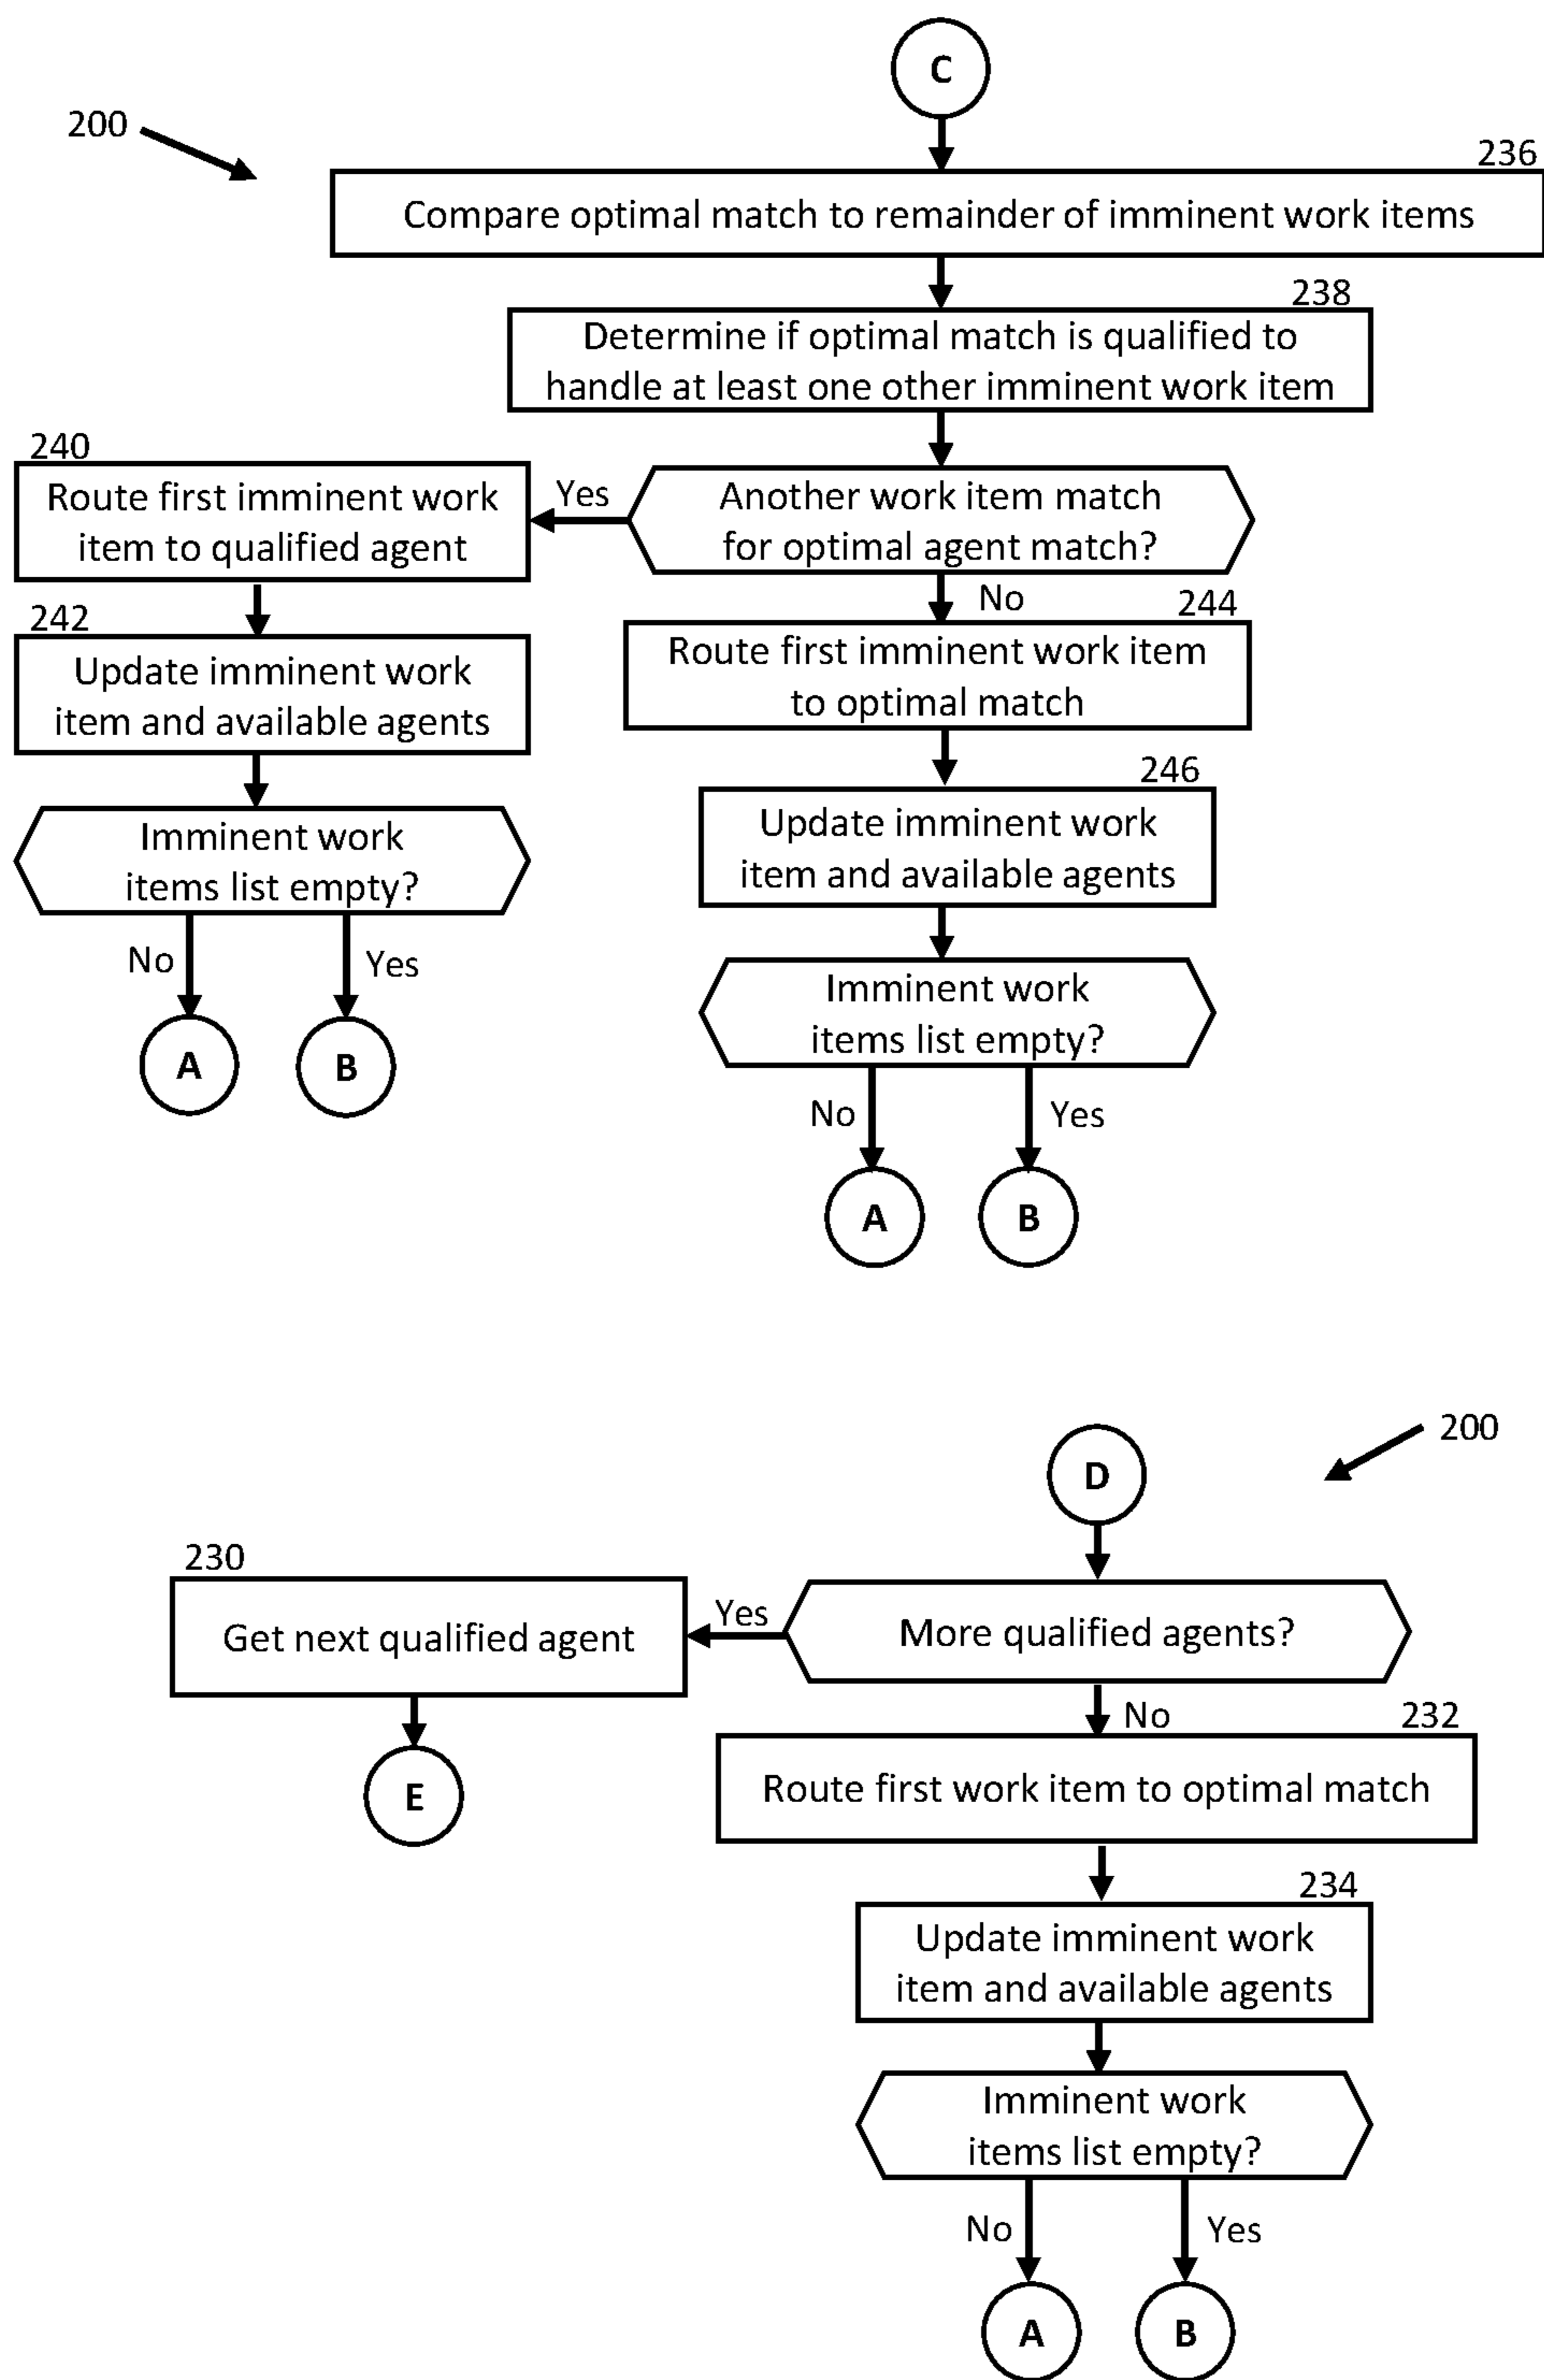 C
200
236
Compare optimal match to remainder of imminent work items
238
Determine if optimal match is qualified to
handle at least one other imminent work item
240
Route first imminent work
item to qualified agent
Yes
Another work item match
for optimal agent match?
No
242
Update imminent work
item and available agents
244
Route first imminent work item
to optimal match
246
Update imminent work
item and available agents
Imminent work
items list empty?
No
Yes
A
B
Imminent work
items list empty?
No
Yes
A
B
200
D
230
Get next qualified agent
Yes
More qualified agents?
No
E
232
Route first work item to optimal match
234
Update imminent work
item and available agents
Imminent work
items list empty?
No
Yes
A
B